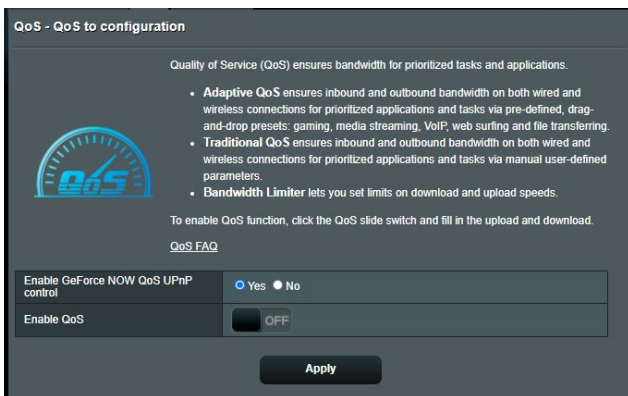 QoS - QoS to configuration
Quality of Service (QoS) ensures bandwidth for prioritized tasks and applications.
• Adaptive QoS ensures inbound and outbound bandwidth on both wired and
wireless connections for prioritized applications and tasks via pre-defined, drag-
and-drop presets: gaming, media streaming, VoIP, web surfing and file transferring.
• Traditional QoS ensures inbound and outbound bandwidth on both wired and
wireless connections for prioritized applications and tasks via manual user-defined
parameters.
• Bandwidth Limiter lets you set limits on download and upload speeds.
To enable QoS function, click the QoS slide switch and fill in the upload and download.
QoS FAQ
QoS
Enable GeForce NOW QoS UPnP
control
Yes No
Enable QoS
OFF
Apply